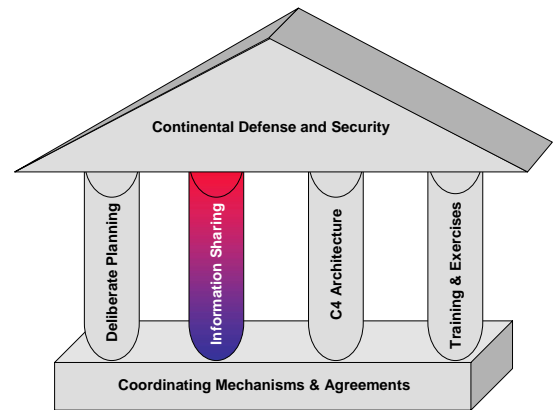 Continental Defense and Security
Deliberate Planning
Information Sharing
C4 Architecture
Training & Exercises
Coordinating Mechanisms & Agreements